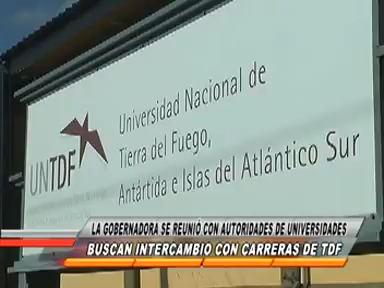 UNTDF
Universidad Nacional de
Tierra del Fuego,
Antártida e Islas del Atlántico Sur
LA GOBERNADORA SE REUNIÓ CON AUTORIDADES DE UNIVERSIDADES
BUSCAN INTERCAMBIO CON CARRERAS DE TDF